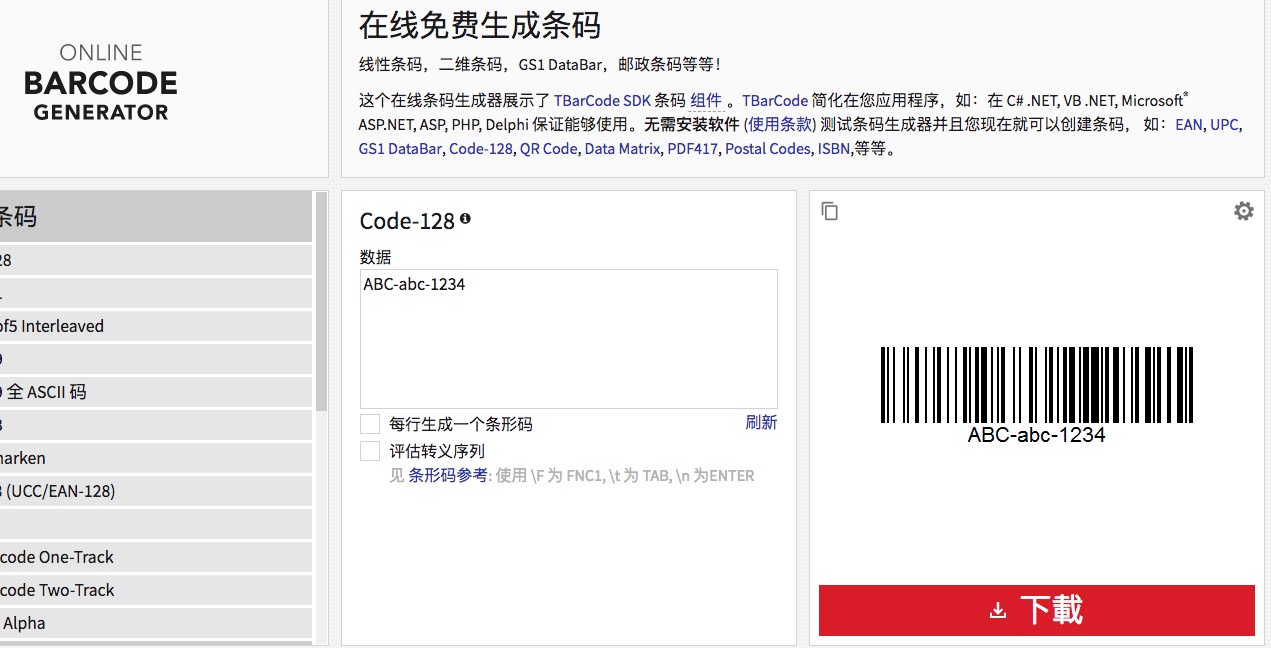 ONLINE
BARCODE
GENERATOR
在线免费生成条码
线性条码，二维条码，GS1 DataBar，邮政条码等等！
这个在线条码生成器展示了 TBarCode SDK 条码 组件 。TBarCode 简化在您应用程序，如：在 C# .NET, VB .NET, Microsoft®
ASP.NET, ASP, PHP, Delphi 保证能够使用。无需安装软件 (使用条款) 测试条码生成器并且您现在就可以创建条码， 如：EAN, UPC,
GS1 DataBar, Code-128, QR Code, Data Matrix, PDF417, Postal Codes, ISBN,等等。
条码
28
of5 Interleaved
9
9 全 ASCII 码
3
marken
8 (UCC/EAN-128)
code One-Track
code Two-Track
Alpha
Code-128
数据
ABC-abc-1234
每行生成一个条形码
刷新
评估转义序列
见 条形码参考: 使用 \F 为 FNC1, \t 为 TAB, \n 为ENTER
ABC-abc-1234
下載